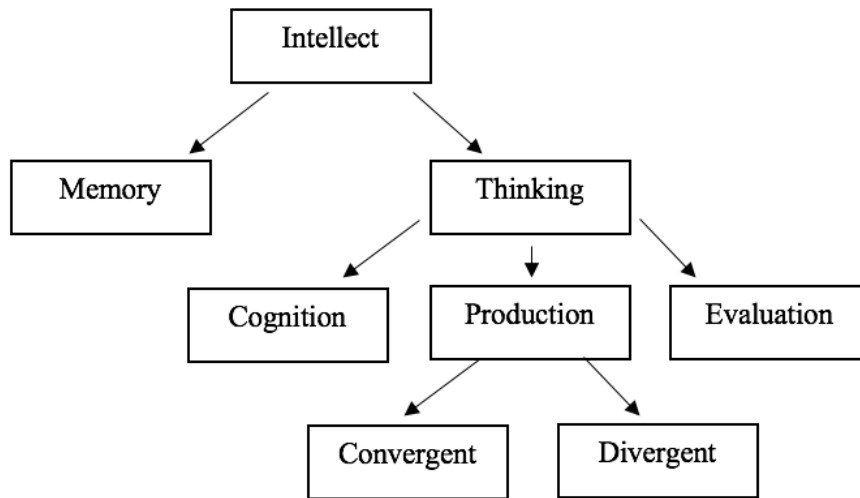 Intellect
Memory
Thinking
Cognition
Production
Evaluation
Convergent
Divergent